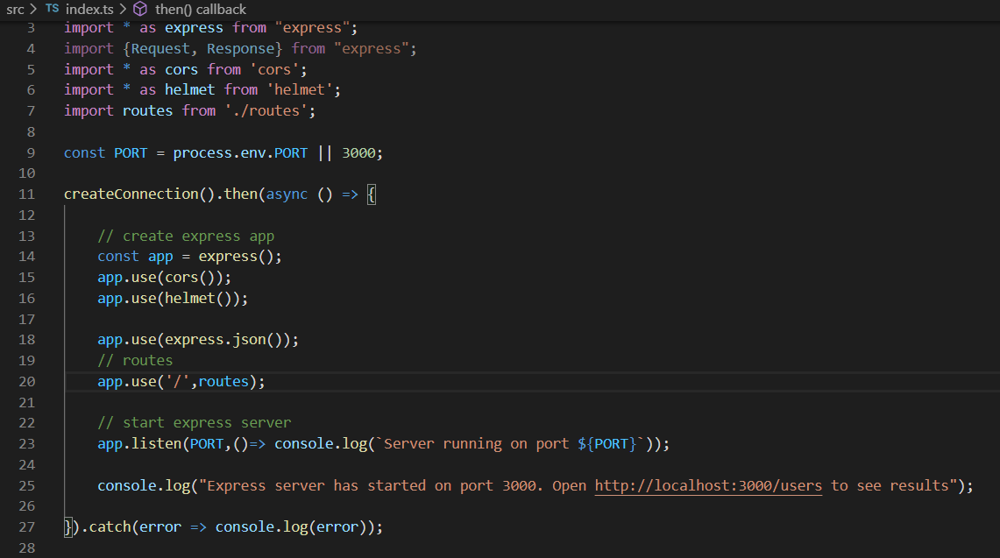 src > TS index.ts > then() callback
3 import * as express from "express";
4 import {Request, Response} from "express";
5 import * as cors from 'cors';
6 import * as helmet from 'helmet';
7 import routes from './routes';
8
9 const PORT = process.env.PORT || 3000;
10
11 createConnection().then(async () => {
12
13 // create express app
14 const app = express();
15 app.use(cors());
16 app.use(helmet());
17
18 app.use(express.json());
19 // routes
20 app.use('/',routes);
21
22 // start express server
23 app.listen(PORT,()=> console.log(`Server running on port ${PORT}`));
24
25 console.log("Express server has started on port 3000. Open http://localhost:3000/users to see results");
26
27 }).catch(error => console.log(error));
28